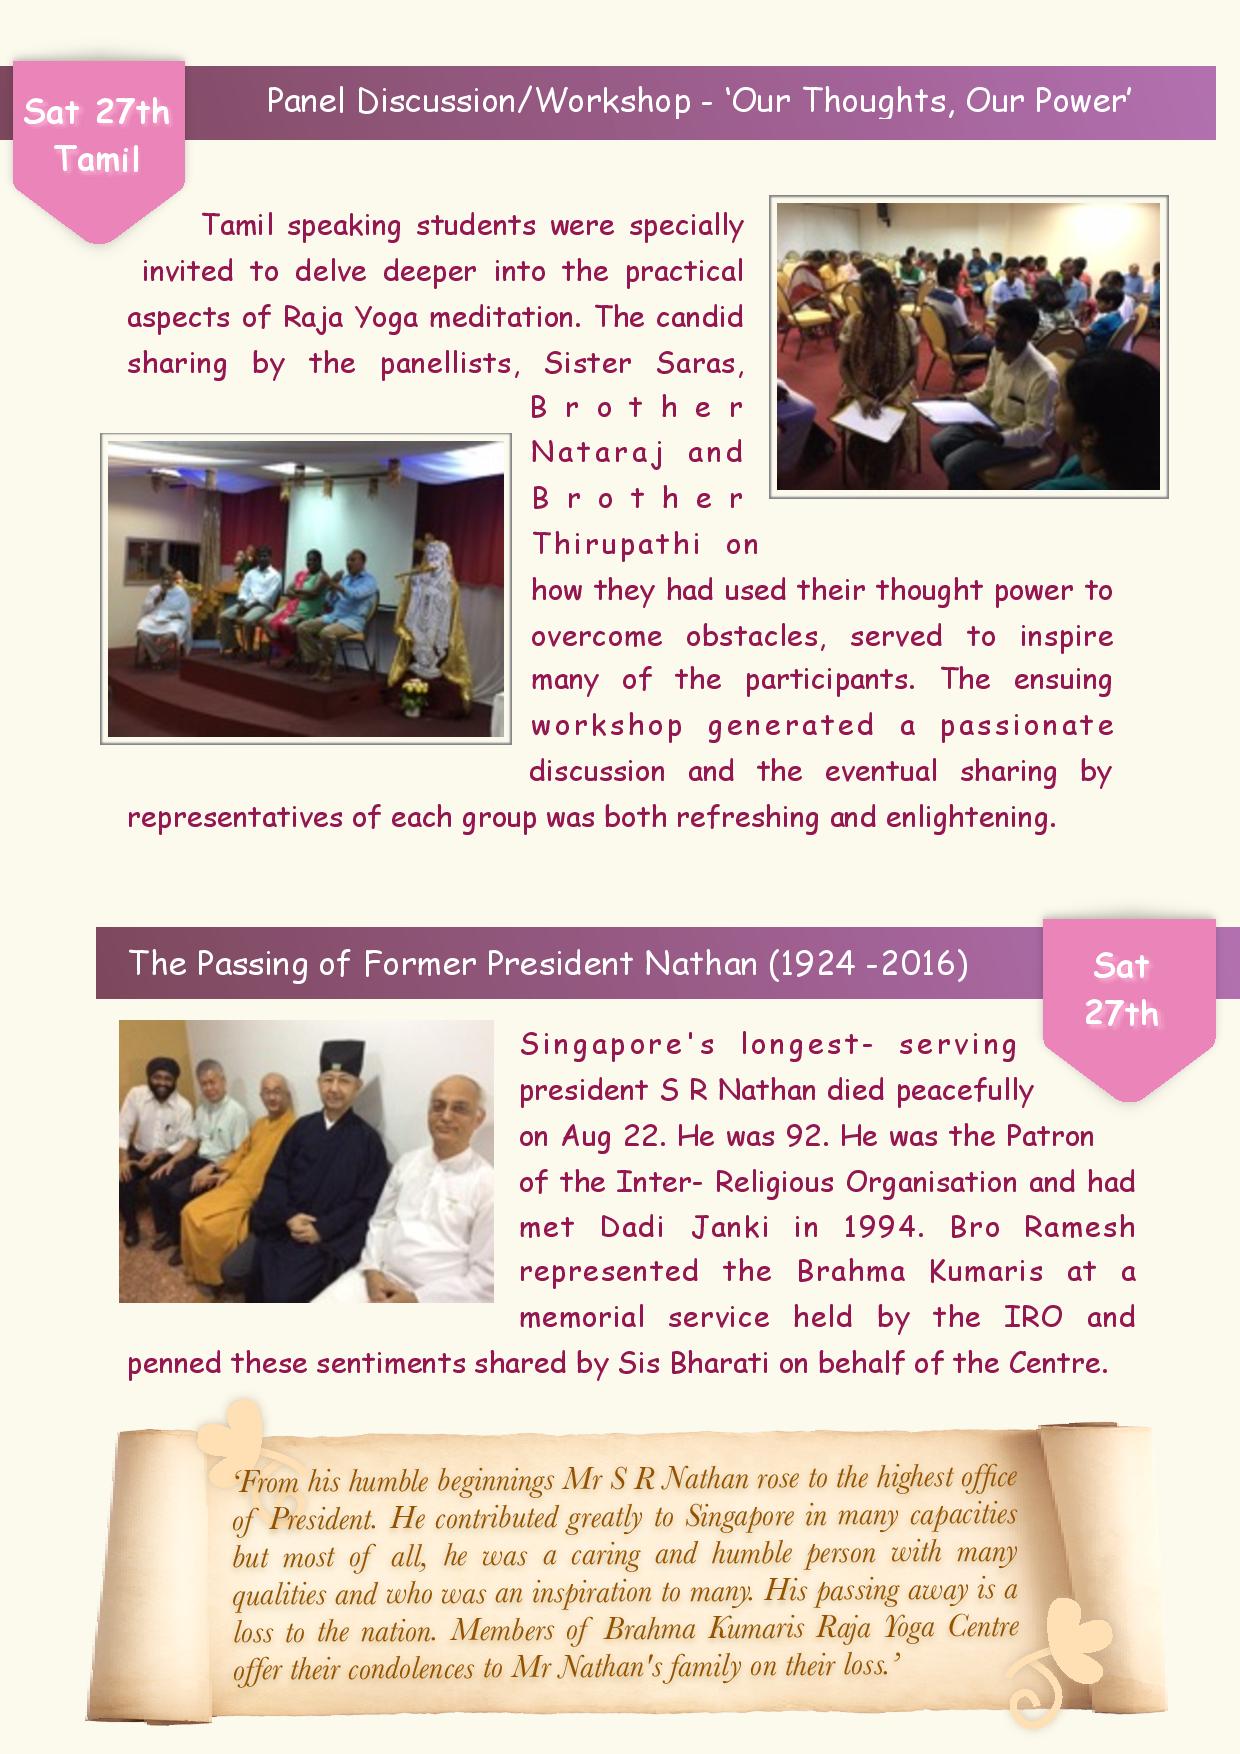 Sat 27th
Tamil
Panel Discussion/Workshop - ‘Our Thoughts, Our Power’
Tamil speaking students were specially
invited to delve deeper into the practical
aspects of Raja Yoga meditation. The candid
sharing by the panellists, Sister Saras,
Brother
Nataraj and
Brother
Thirupathi on
how they had used their thought power to
overcome obstacles, served to inspire
many of the participants. The ensuing
workshop generated a passionate
discussion and the eventual sharing by
representatives of each group was both refreshing and enlightening.
The Passing of Former President Nathan (1924 -2016)
Sat
27th
Singapore's longest- serving
president S R Nathan died peacefully
on Aug 22. He was 92. He was the Patron
of the Inter- Religious Organisation and had
met Dadi Janki in 1994. Bro Ramesh
represented the Brahma Kumaris at a
memorial service held by the IRO and
penned these sentiments shared by Sis Bharati on behalf of the Centre.
‘From his humble beginnings Mr S R Nathan rose to the highest office
of President. He contributed greatly to Singapore in many capacities
but most of all, he was a caring and humble person with many
qualities and who was an inspiration to many. His passing away is a
loss to the nation. Members of Brahma Kumaris Raja Yoga Centre
offer their condolences to Mr Nathan's family on their loss.’